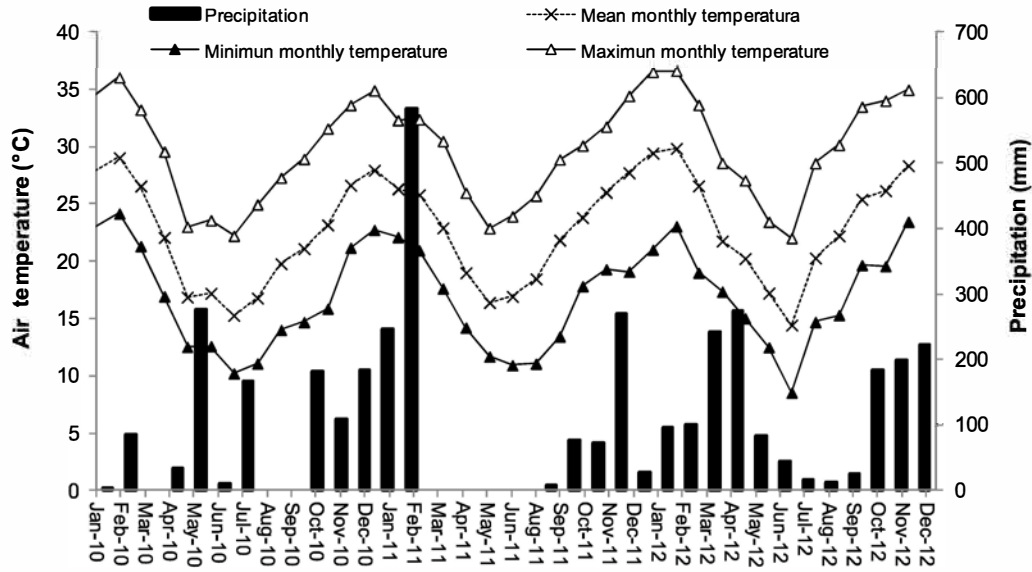 Precipitation
Mean monthly temperatura
Minimun monthly temperature
Maximun monthly temperature
Air temperature (°C)
40
35
30
25
20
15
10
5
0
700
600
500
400
300
200
100
0
Precipitation (mm)
Jan-10
Feb-10
Mar-10
Apr-10
May-10
Jun-10
Jul-10
Aug-10
Sep-10
Oct-10
Nov-10
Dec-10
Jan-11
Feb-11
Mar-11
Apr-11
May-11
Jun-11
Jul-11
Aug-11
Sep-11
Oct-11
Nov-11
Dec-11
Jan-12
Feb-12
Mar-12
Apr-12
May-12
Jun-12
Jul-12
Aug-12
Sep-12
Oct-12
Nov-12
Dec-12